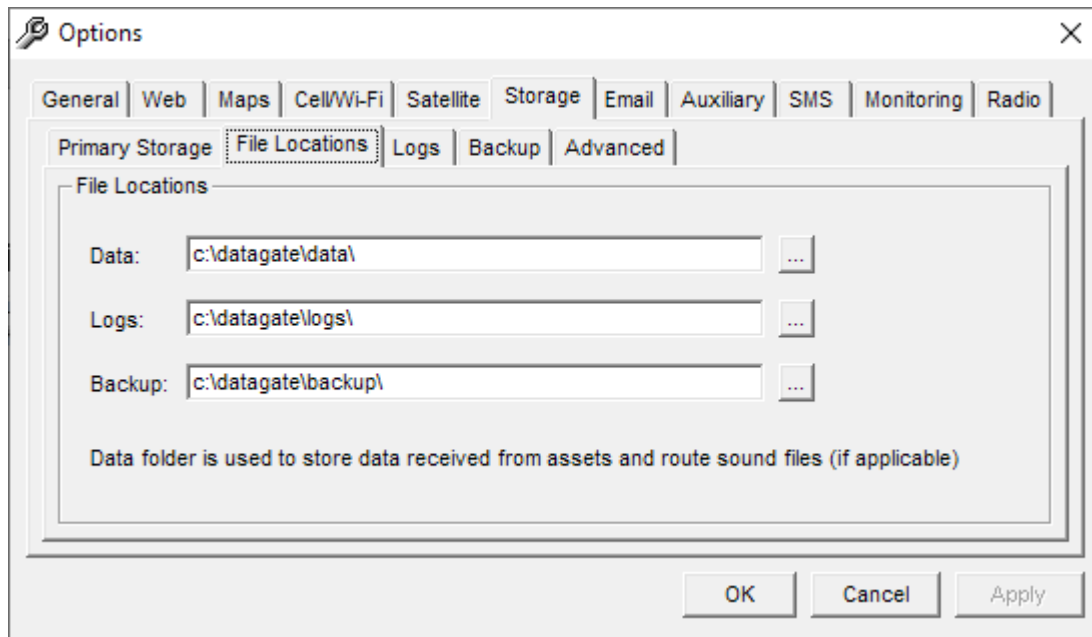 Options
General Web Maps Cell/Wi-Fi Satellite Storage Email Auxiliary SMS Monitoring Radio
Primary Storage File Locations Logs Backup Advanced
File Locations
Data: c:\datagate\data\ ...
Logs: c:\datagate\logs\ ...
Backup: c:\datagate\backup\ ...
Data folder is used to store data received from assets and route sound files (if applicable)
OK Cancel Apply